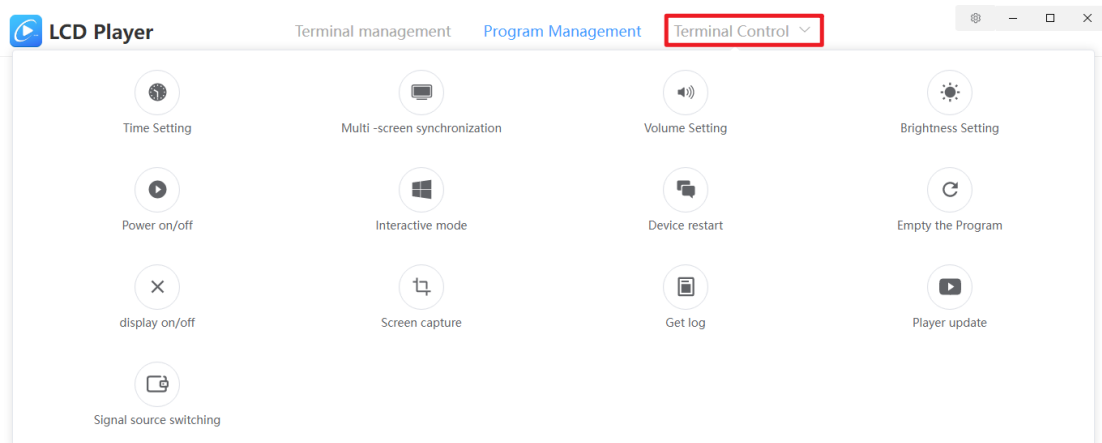 LCD Player
Terminal management Program Management Terminal Control
Time Setting Multi -screen synchronization Volume Setting Brightness Setting
Power on/off Interactive mode Device restart Empty the Program
display on/off Screen capture Get log Player update
Signal source switching